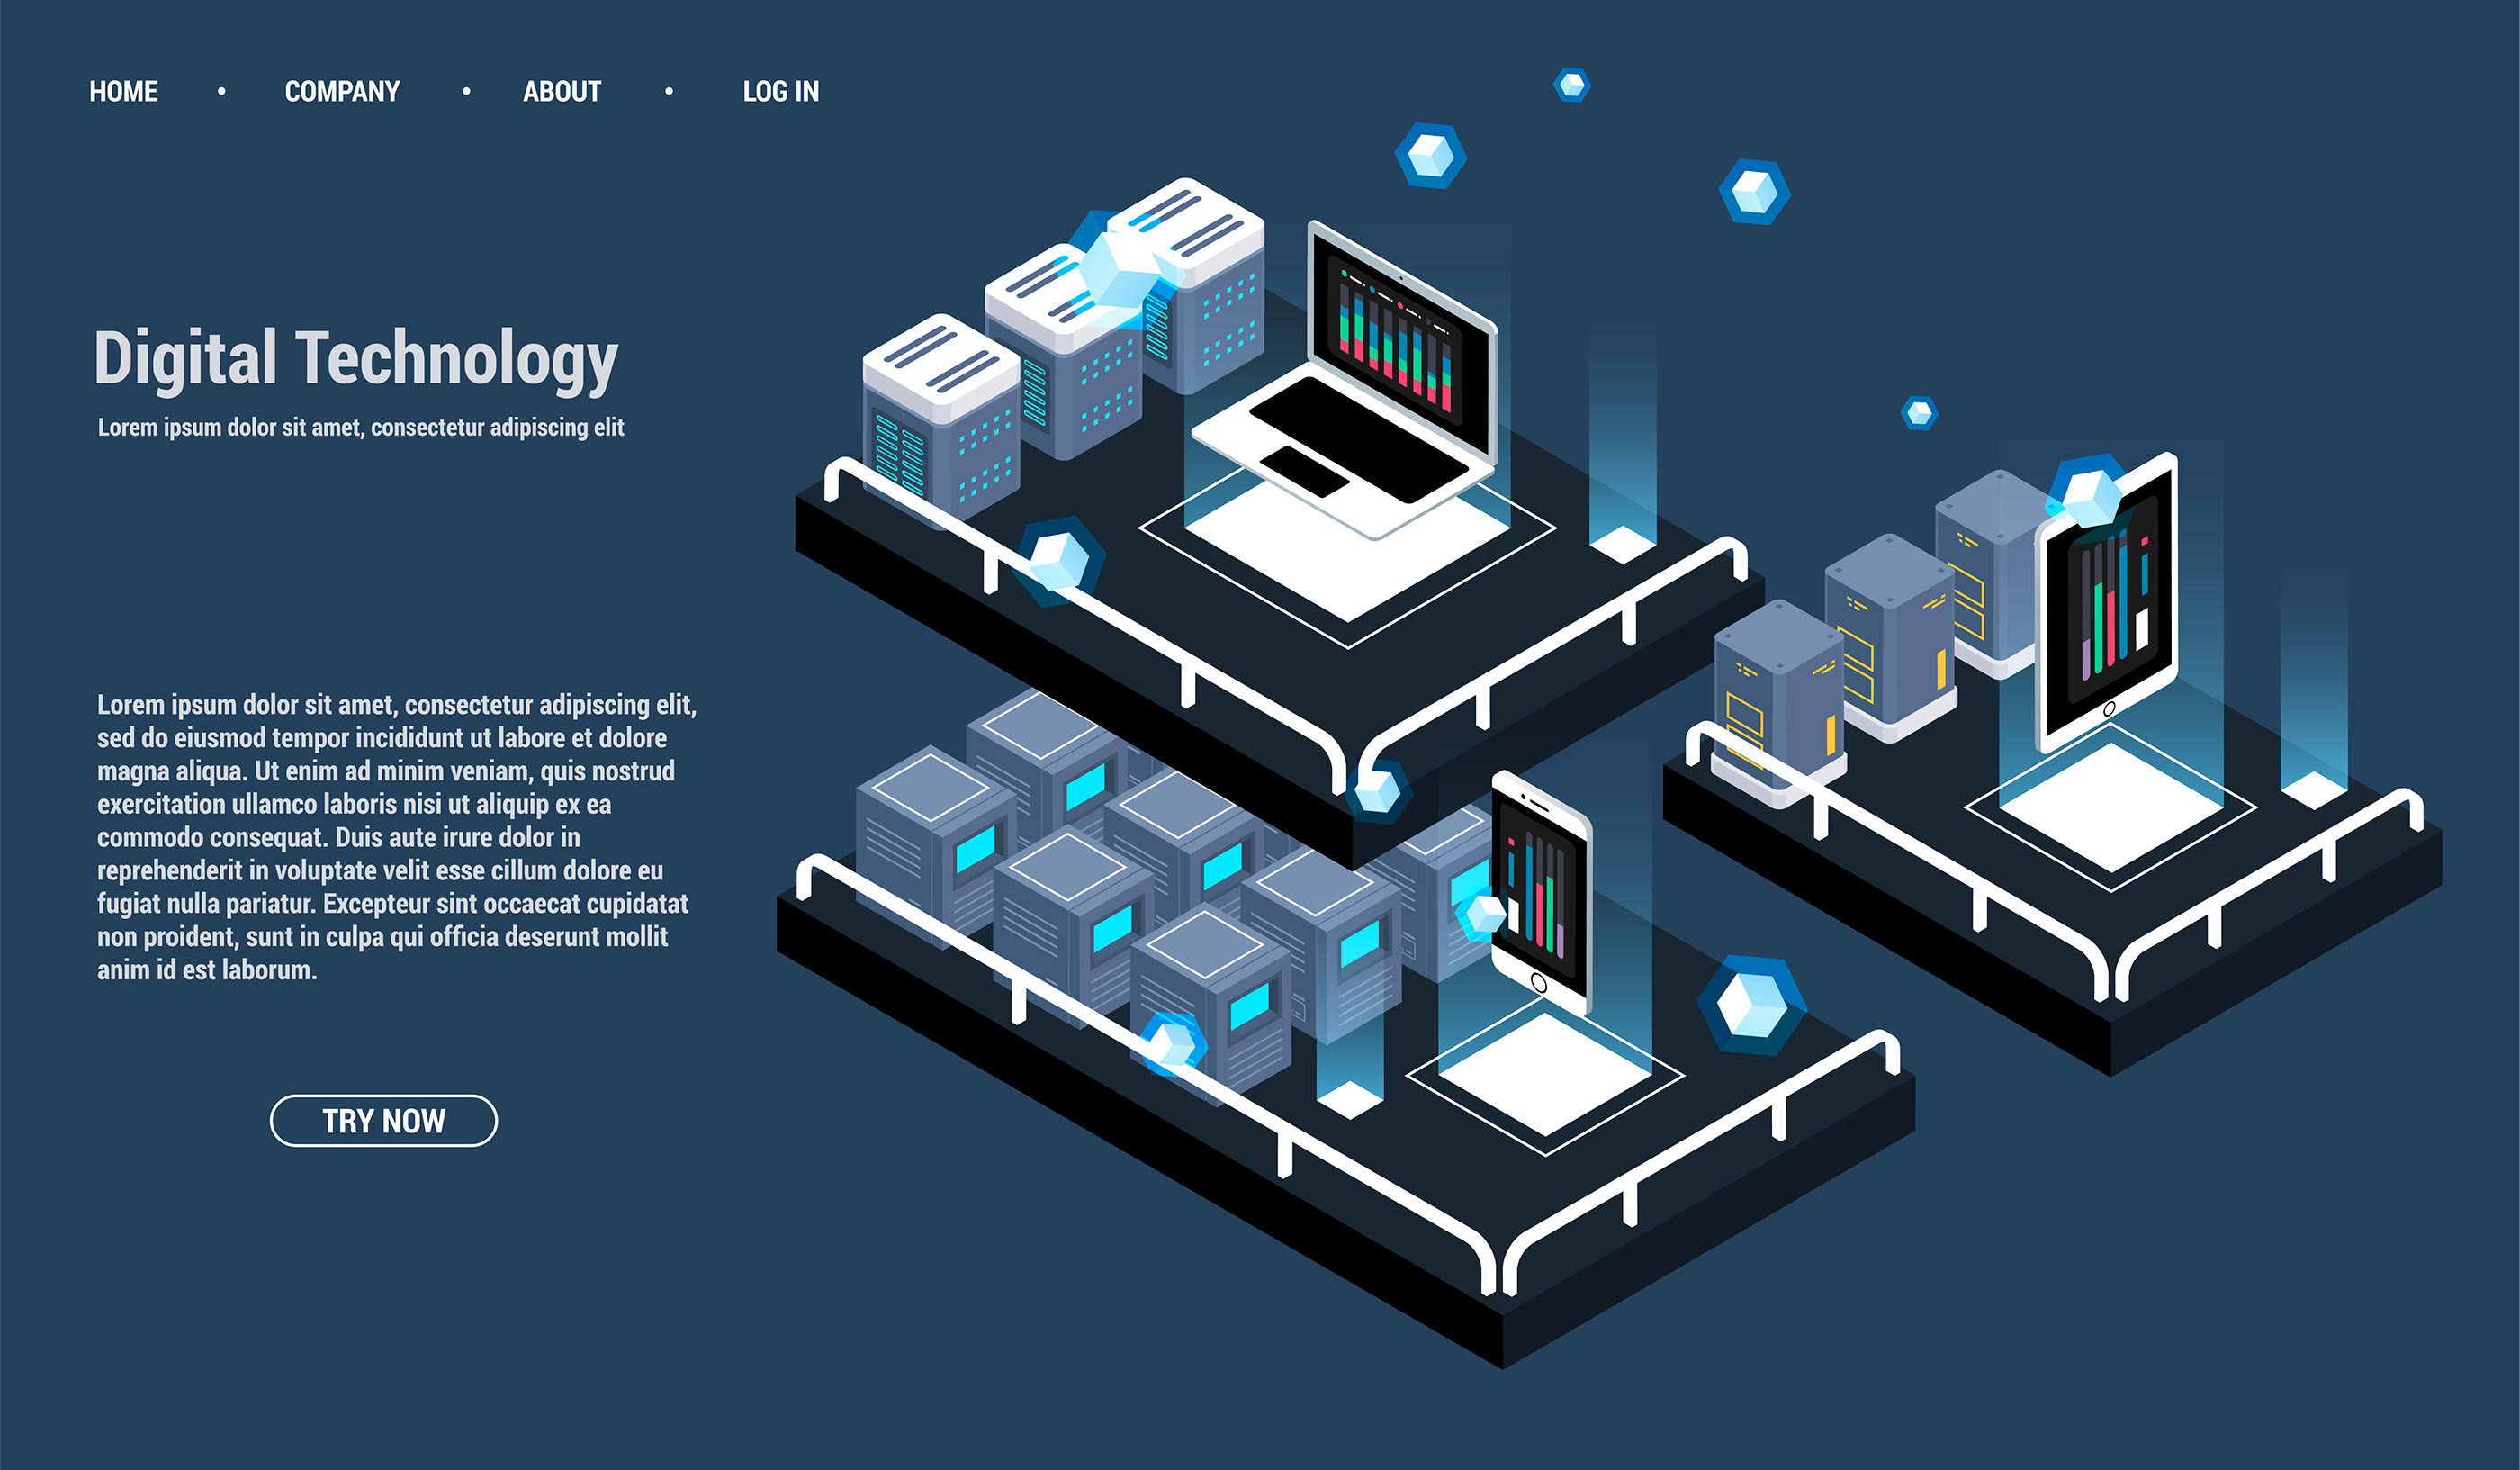 HOME • COMPANY • ABOUT • LOG IN
Digital Technology
Lorem ipsum dolor sit amet, consectetur adipiscing elit
Lorem ipsum dolor sit amet, consectetur adipiscing elit,
sed do eiusmod tempor incididunt ut labore et dolore
magna aliqua. Ut enim ad minim veniam, quis nostrud
exercitation ullamco laboris nisi ut aliquip ex ea
commodo consequat. Duis aute irure dolor in
reprehenderit in voluptate velit esse cillum dolore eu
fugiat nulla pariatur. Excepteur sint occaecat cupidatat
non proident, sunt in culpa qui officia deserunt mollit
anim id est laborum.
TRY NOW